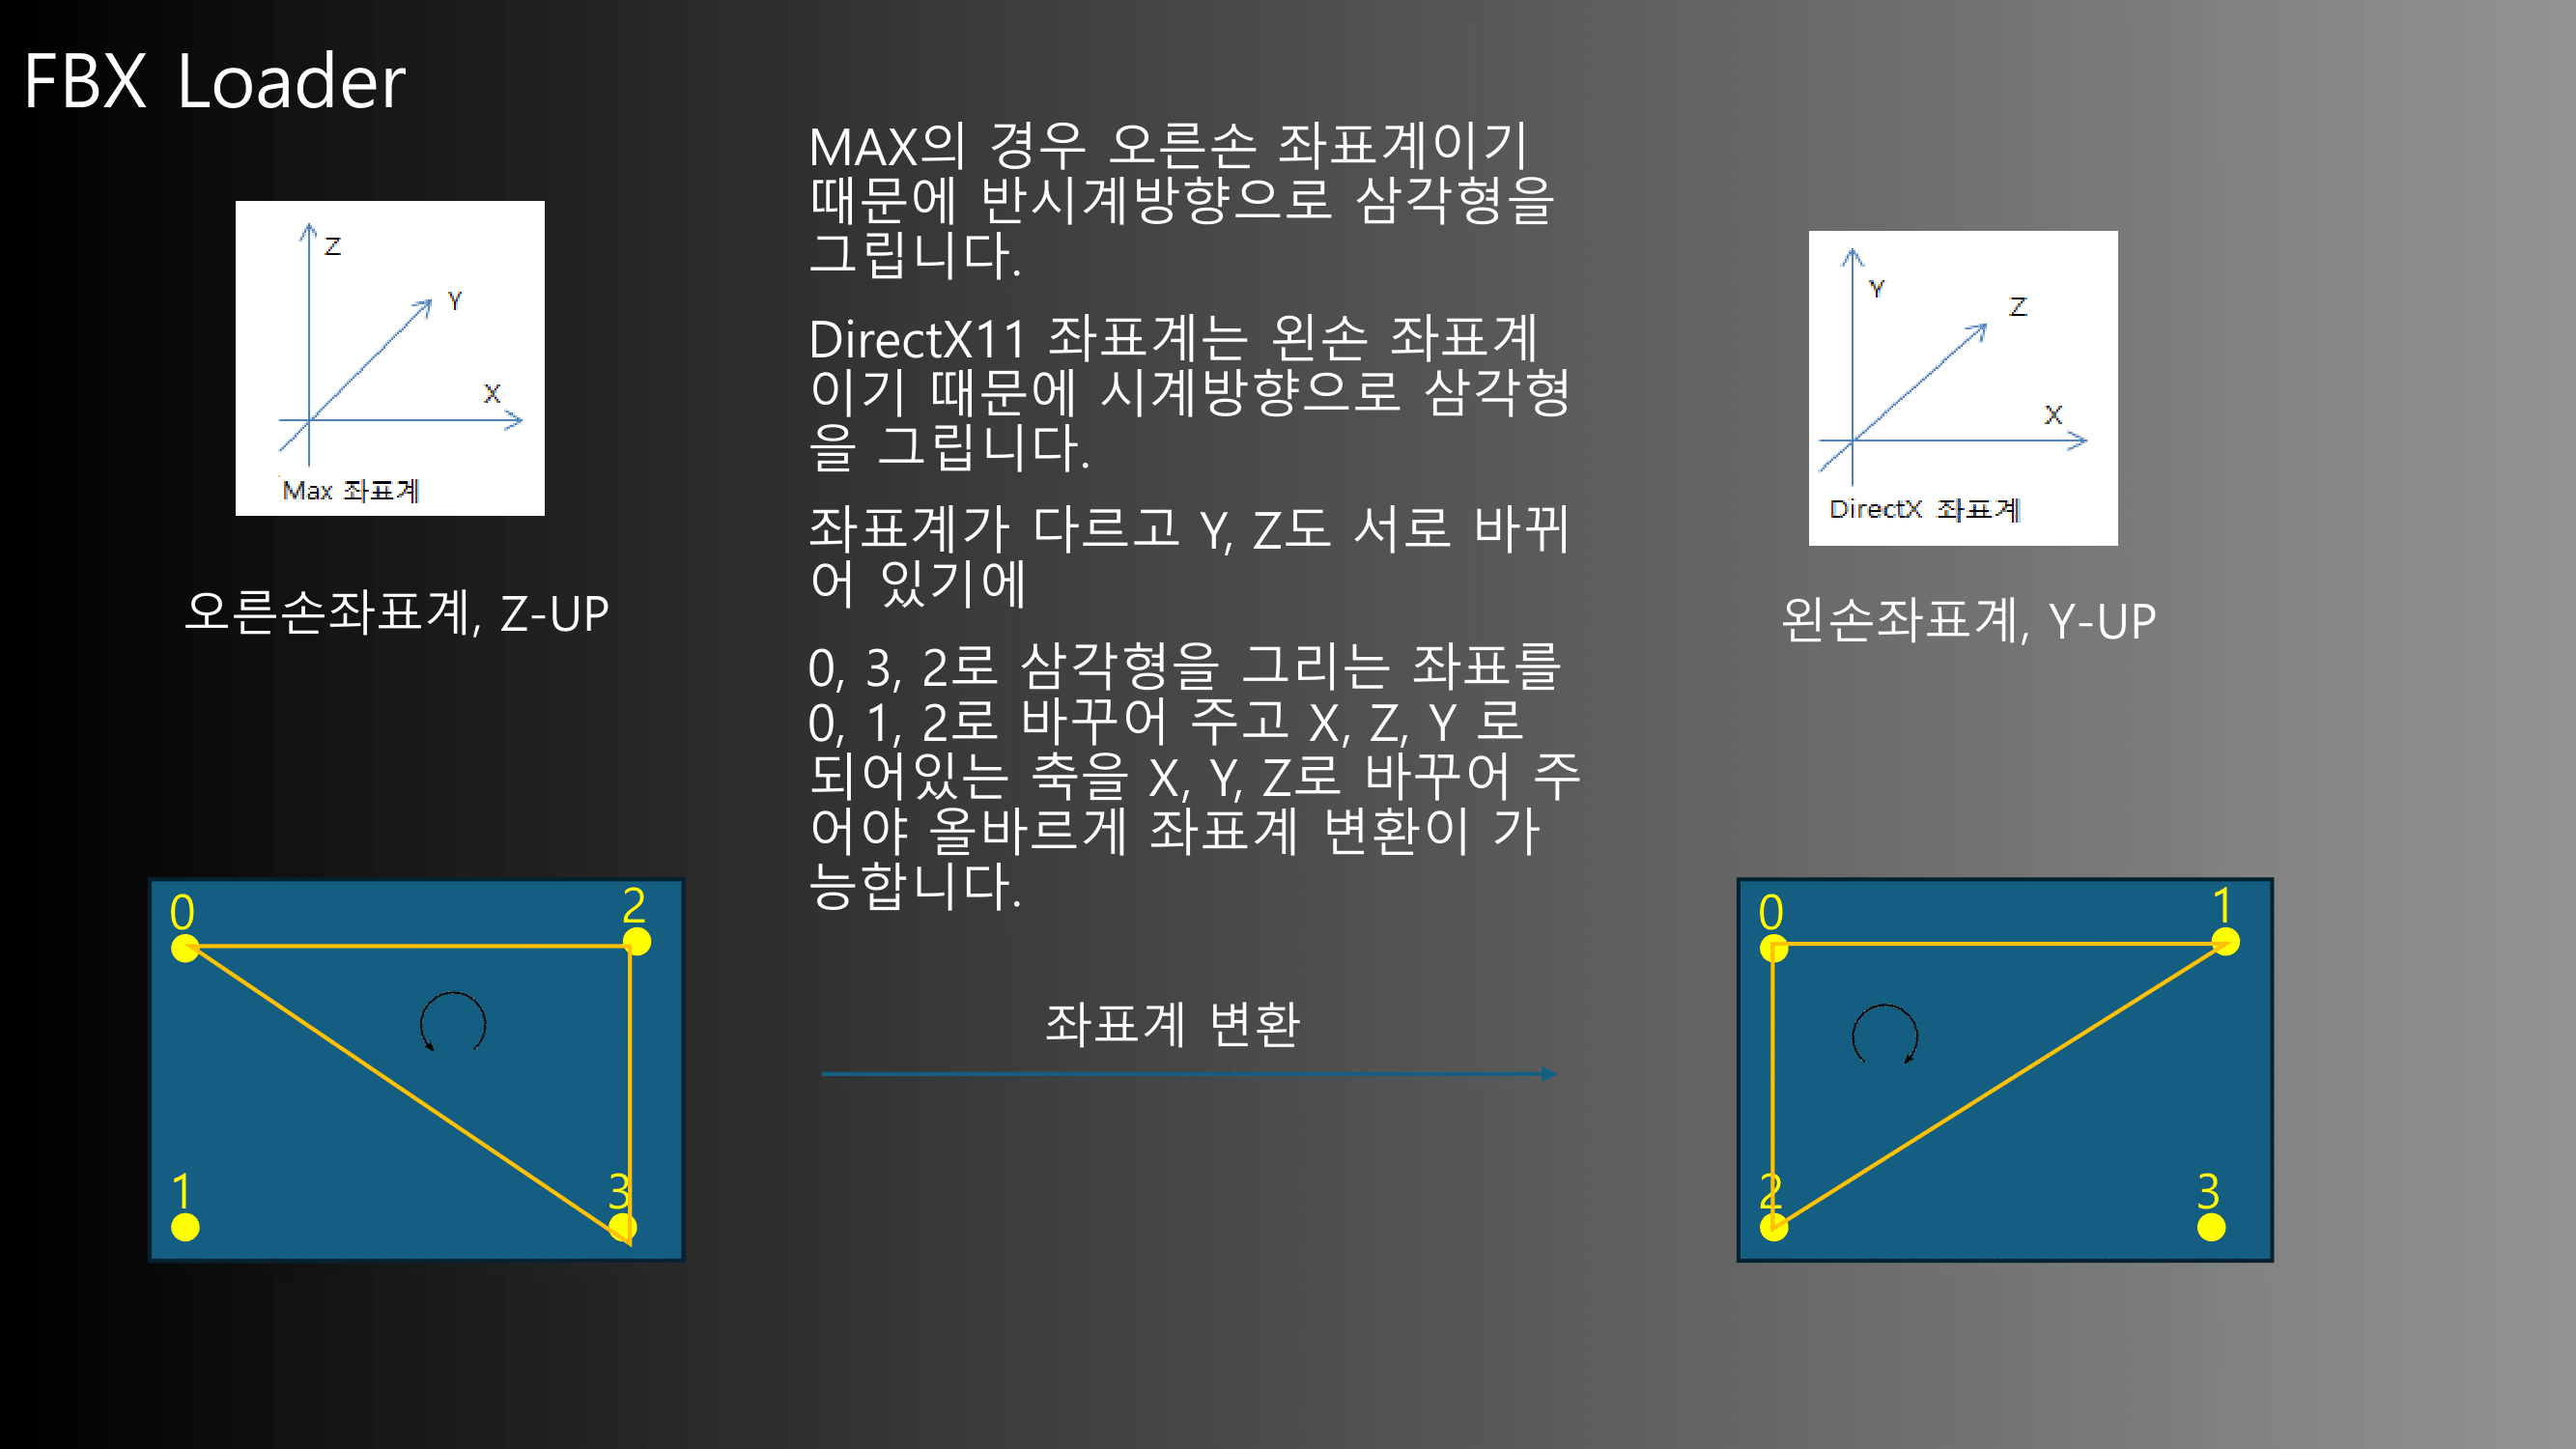 FBX Loader
Z
Y
X
Max 좌표계
오른손좌표계, Z-UP
MAX의 경우 오른손 좌표계이기
때문에 반시계방향으로 삼각형을
그립니다.
DirectX11 좌표계는 왼손 좌표계
이기 때문에 시계방향으로 삼각형
을 그립니다.
좌표계가 다르고 Y, Z도 서로 바뀌
어 있기에
0, 3, 2로 삼각형을 그리는 좌표를
0, 1, 2로 바꾸어 주고 X, Z, Y 로
되어있는 축을 X, Y, Z로 바꾸어 주
어야 올바르게 좌표계 변환이 가
능합니다.
Y
Z
X
DirectX 좌표계
왼손좌표계, Y-UP
0 2
1 3
좌표계 변환
0 1
2 3